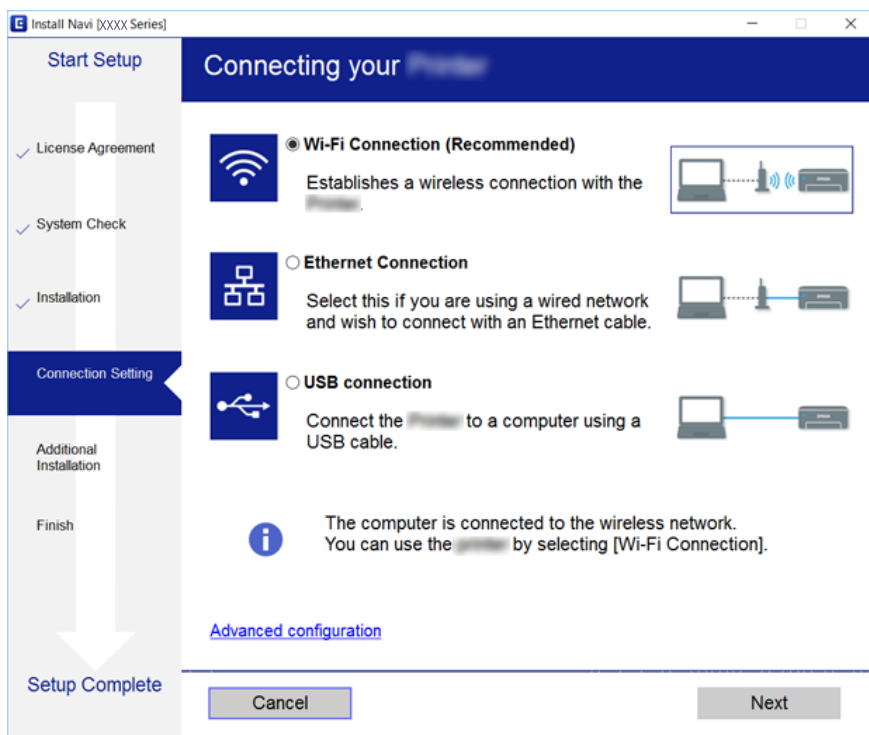 Install Navi [XXXX Series]
Start Setup
License Agreement
System Check
Installation
Connection Setting
Additional
Installation
Finish
Setup Complete
Connecting your
Wi-Fi Connection (Recommended)
Establishes a wireless connection with the
.
Ethernet Connection
Select this if you are using a wired network
and wish to connect with an Ethernet cable.
USB connection
Connect the to a computer using a
USB cable.
The computer is connected to the wireless network.
You can use the by selecting [Wi-Fi Connection].
Advanced configuration
Cancel
Next